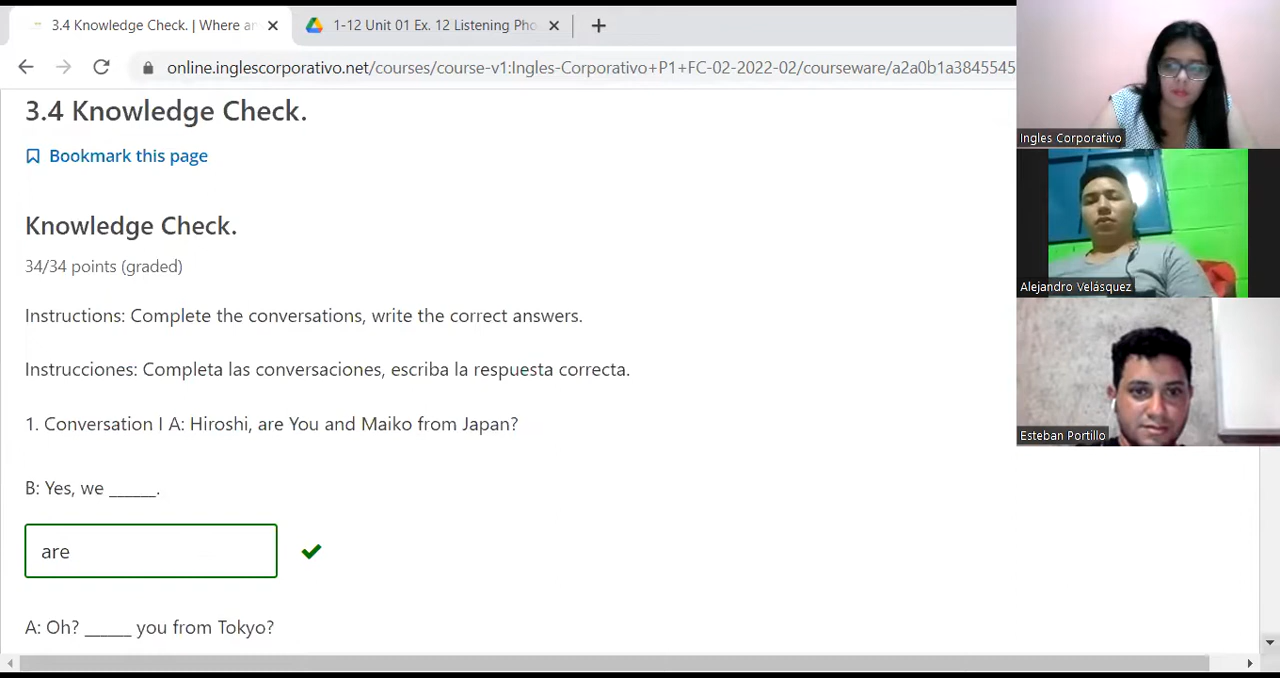 3.4 Knowledge Check. | Where ar
1-12 Unit 01 Ex. 12 Listening Pho
online.inglescorporativo.net/courses/course-v1:Ingles-Corporativo+P1+FC-02-2022-02/courseware/a2a0b1a3845545
3.4 Knowledge Check.
Bookmark this page
Knowledge Check.
34/34 points (graded)
Instructions: Complete the conversations, write the correct answers.
Instrucciones: Completa las conversaciones, escriba la respuesta correcta.
1. Conversation I A: Hiroshi, are You and Maiko from Japan?
B: Yes, we ______.
are
A: Oh? _____ you from Tokyo?
Ingles Corporativo
Alejandro Velásquez
Esteban Portillo